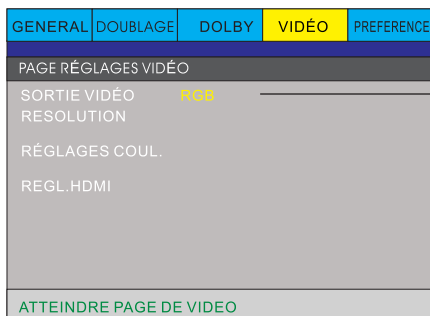 GENERAL DOUBLAGE DOLBY VIDÉO PREFERENCE
PAGE RÉGLAGES VIDÉO
SORTIE VIDÉO RGB
RESOLUTION
RÉGLAGES COUL.
REGL.HDMI
ATTEINDRE PAGE DE VIDEO